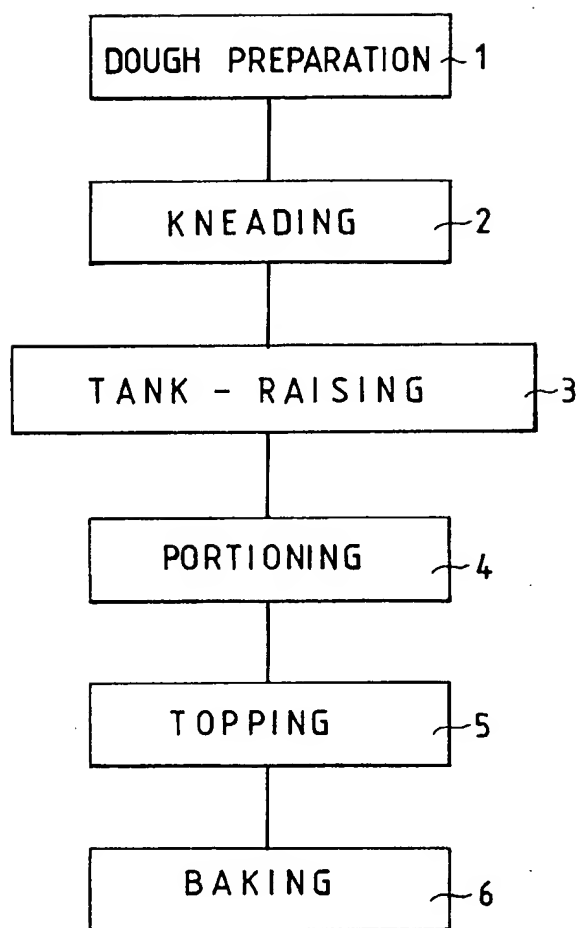 DOUGH PREPARATION 1
KNEADING 2
TANK - RAISING 3
PORTIONING 4
TOPPING 5
BAKING 6